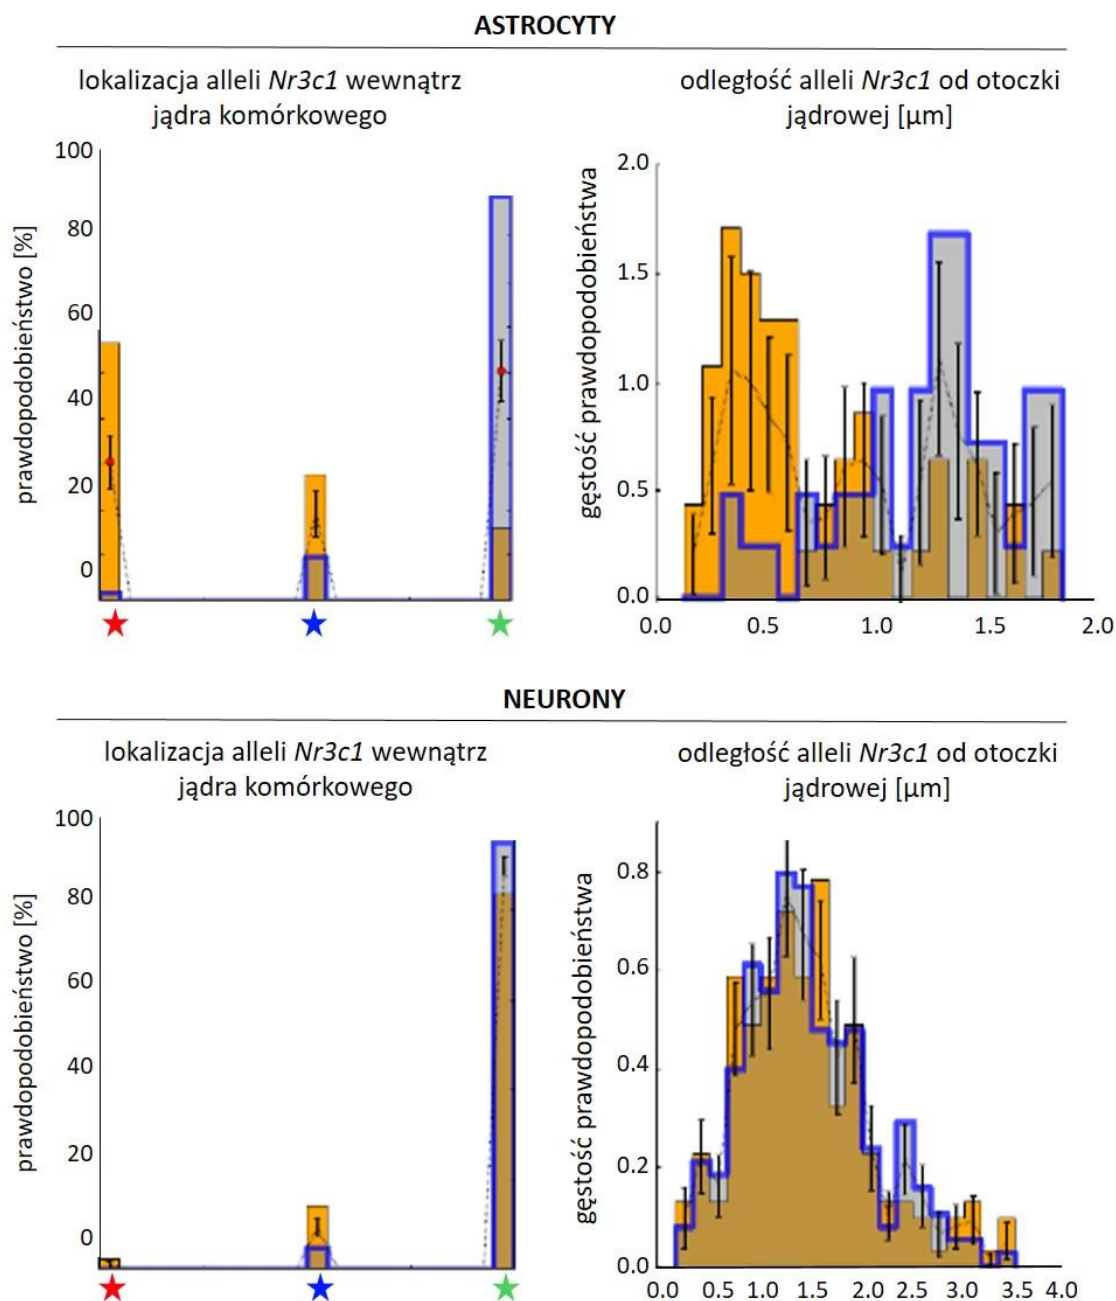 ASTROCYTY
lokalizacja alleli Nr3c1 wewnątrz
jądra komórkowego
prawdopodobieństwo [%]
100
80
60
40
20
0
odległość alleli Nr3c1 od otoczki
jądrowej [µm]
gęstość prawdopodobieństwa
2.0
1.5
1.0
0.5
0.0
0.0 0.5 1.0 1.5 2.0
NEURONY
lokalizacja alleli Nr3c1 wewnątrz
jądra komórkowego
prawdopodobieństwo [%]
100
80
60
40
20
0
odległość alleli Nr3c1 od otoczki
jądrowej [µm]
gęstość prawdopodobieństwa
0.8
0.6
0.4
0.2
0.0
0.0 0.5 1.0 1.5 2.0 2.5 3.0 3.5 4.0